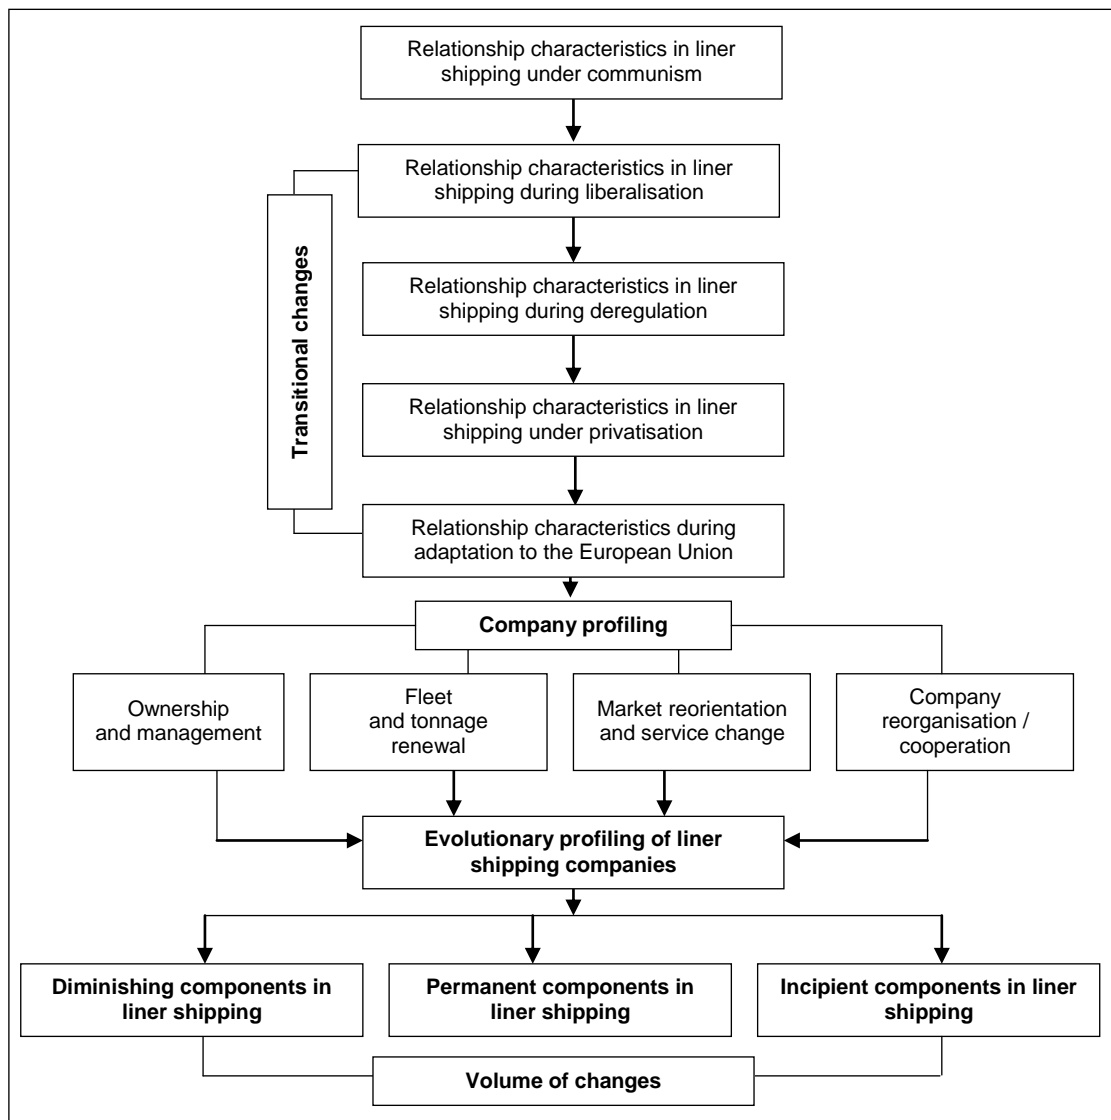 Relationship characteristics in liner
shipping under communism
Relationship characteristics in liner
shipping during liberalisation
Transitional changes
Relationship characteristics in liner
shipping during deregulation
Relationship characteristics in liner
shipping under privatisation
Relationship characteristics during
adaptation to the European Union
Company profiling
Ownership
and management
Fleet
and tonnage
renewal
Market reorientation
and service change
Company
reorganisation /
cooperation
Evolutionary profiling of liner
shipping companies
Diminishing components in
liner shipping
Permanent components in
liner shipping
Incipient components in liner
shipping
Volume of changes